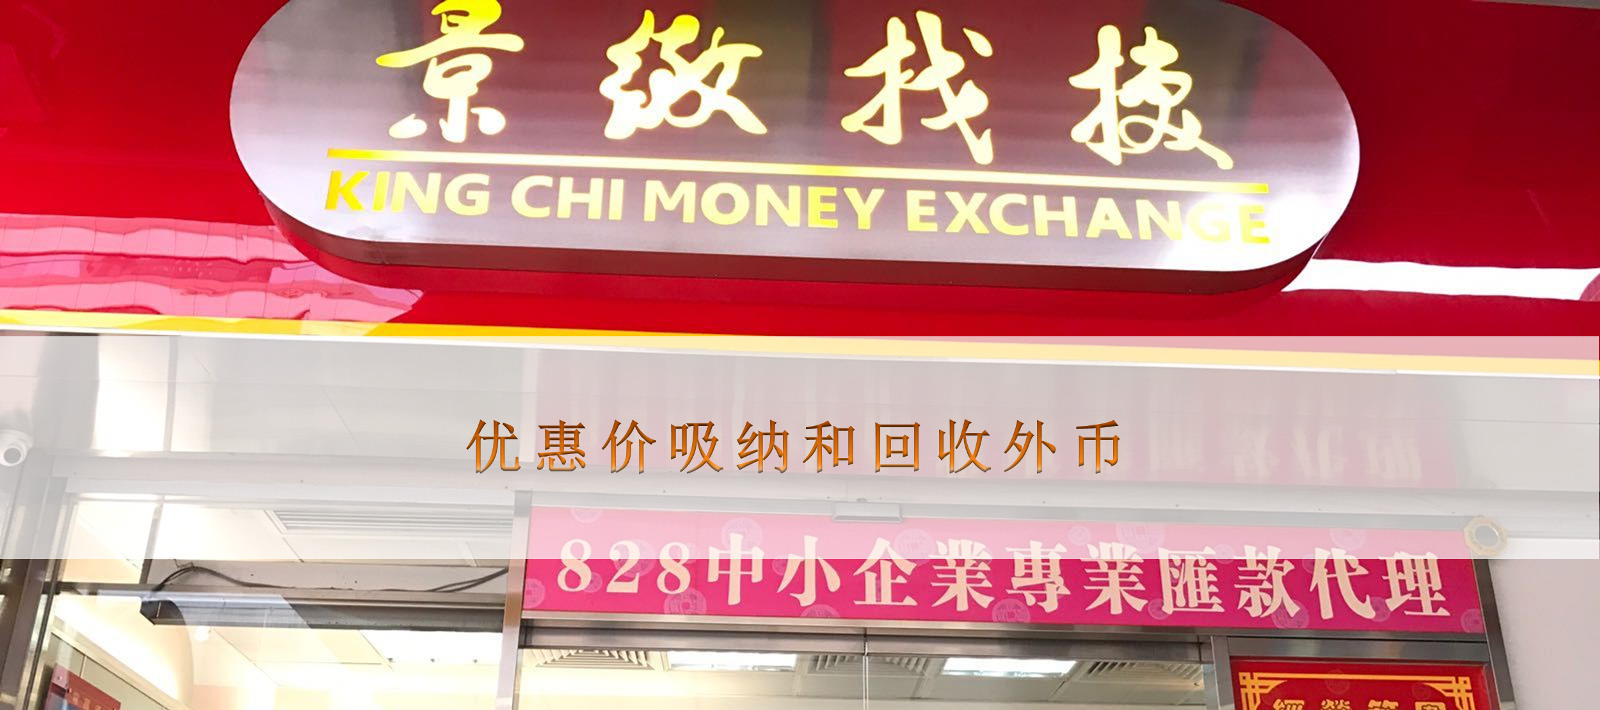 景緻找換
KING CHI MONEY EXCHANGE
优惠价吸纳和回收外币
828中小企業專業匯款代理